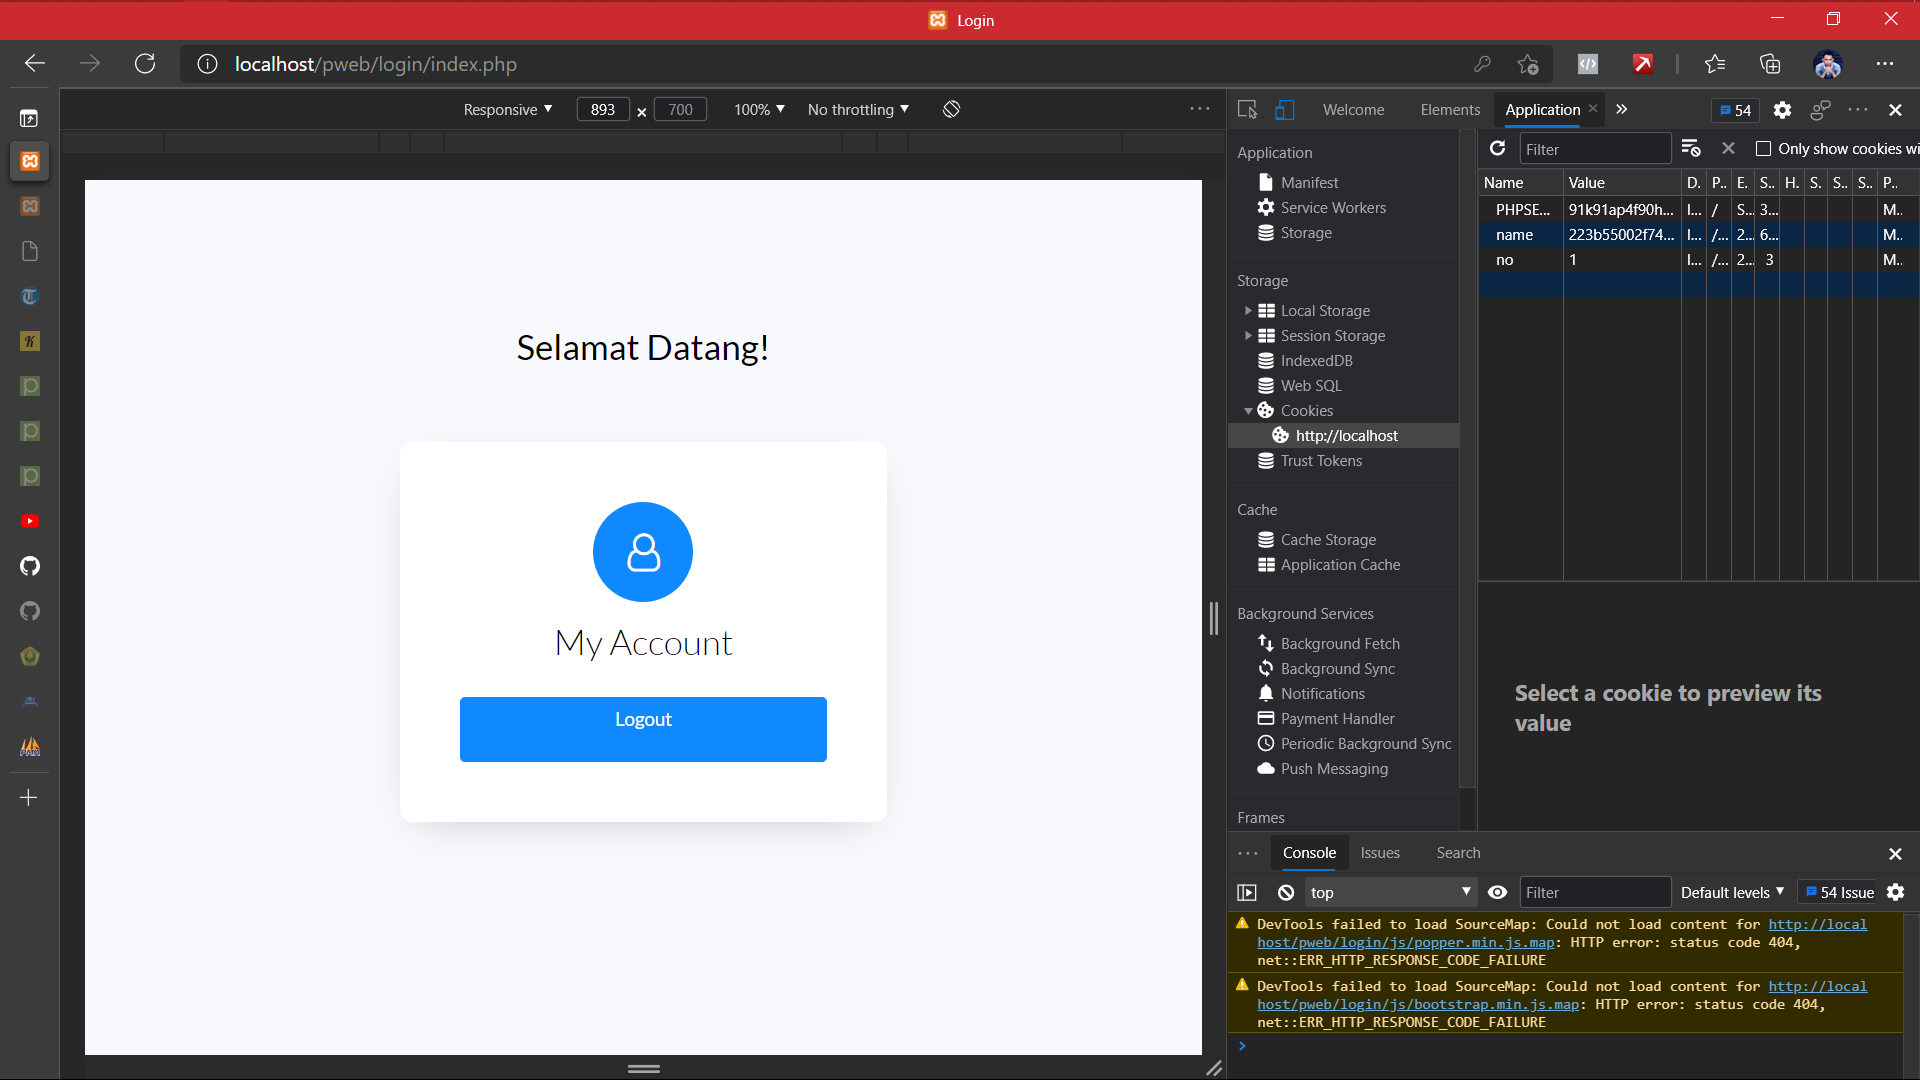 Login
localhost/pweb/login/index.php
Responsive 893 × 700 100% No throttling
Welcome Elements Application 54
Filter Only show cookies wi
Application
Manifest
Service Workers
Storage
Storage
Local Storage
Session Storage
IndexedDB
Web SQL
Cookies
http://localhost
Trust Tokens
Cache
Cache Storage
Application Cache
Background Services
Background Fetch
Background Sync
Notifications
Payment Handler
Periodic Background Sync
Push Messaging
Frames
Name Value D. P.. E. S.. H. S. S.. S.. P..
PHPSE... 91k91ap4f90h... l... / S... 3... M..
name 223b55002f74... l... /... 2... 6... M..
no 1 l... /... 2... 3 M..
Select a cookie to preview its
value
Selamat Datang!
My Account
Logout
Console Issues Search
top Filter Default levels 54 Issue
DevTools failed to load SourceMap: Could not load content for http://local
host/pweb/login/js/popper.min.js.map: HTTP error: status code 404,
net::ERR_HTTP_RESPONSE_CODE_FAILURE
DevTools failed to load SourceMap: Could not load content for http://local
host/pweb/login/js/bootstrap.min.js.map: HTTP error: status code 404,
net::ERR_HTTP_RESPONSE_CODE_FAILURE